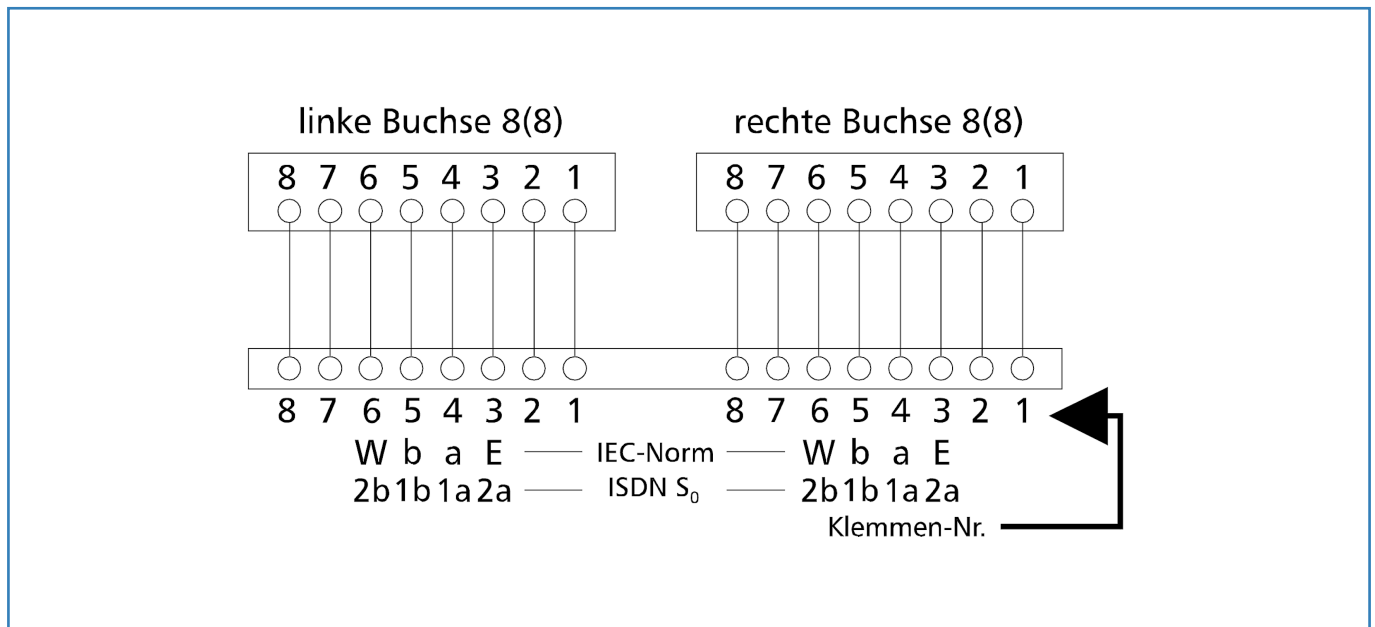 linke Buchse 8(8) rechte Buchse 8(8)
8 7 6 5 4 3 2 1 8 7 6 5 4 3 2 1
8 7 6 5 4 3 2 1 8 7 6 5 4 3 2 1
W b a E IEC-Norm W b a E
2b 1b 1a 2a ISDN S₀ 2b 1b 1a 2a
Klemmen-Nr.